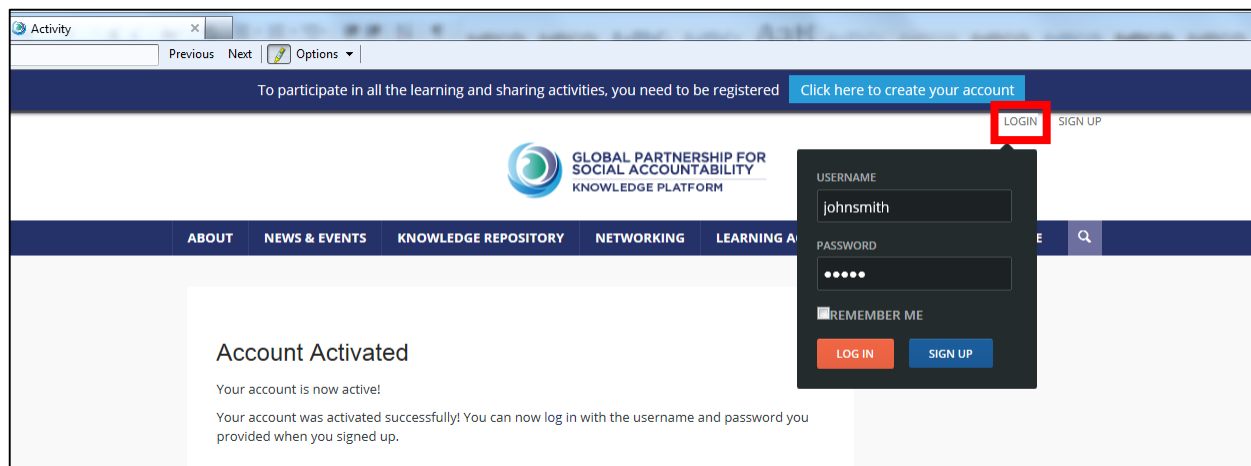 Activity
Previous Next Options
To participate in all the learning and sharing activities, you need to be registered Click here to create your account
LOGIN SIGN UP
GLOBAL PARTNERSHIP FOR
SOCIAL ACCOUNTABILITY
KNOWLEDGE PLATFORM
USERNAME
johnsmith
ABOUT NEWS & EVENTS KNOWLEDGE REPOSITORY NETWORKING LEARNING
PASSWORD
REMEMBER ME
LOG IN SIGN UP
Account Activated
Your account is now active!
Your account was activated successfully! You can now log in with the username and password you
provided when you signed up.